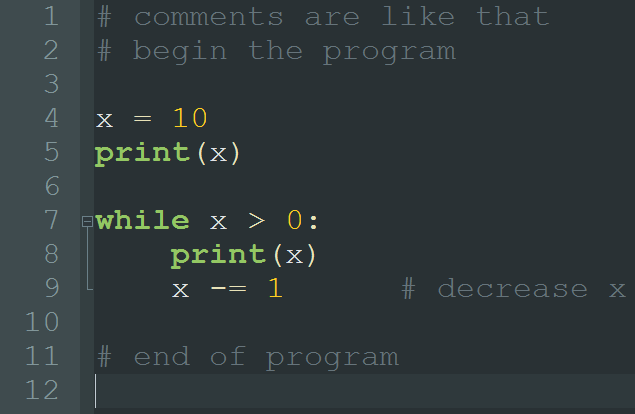 1 # comments are like that
2 # begin the program
3
4 x = 10
5 print(x)
6
7 while x > 0:
8     print(x)
9     x -= 1      # decrease x
10
11 # end of program
12